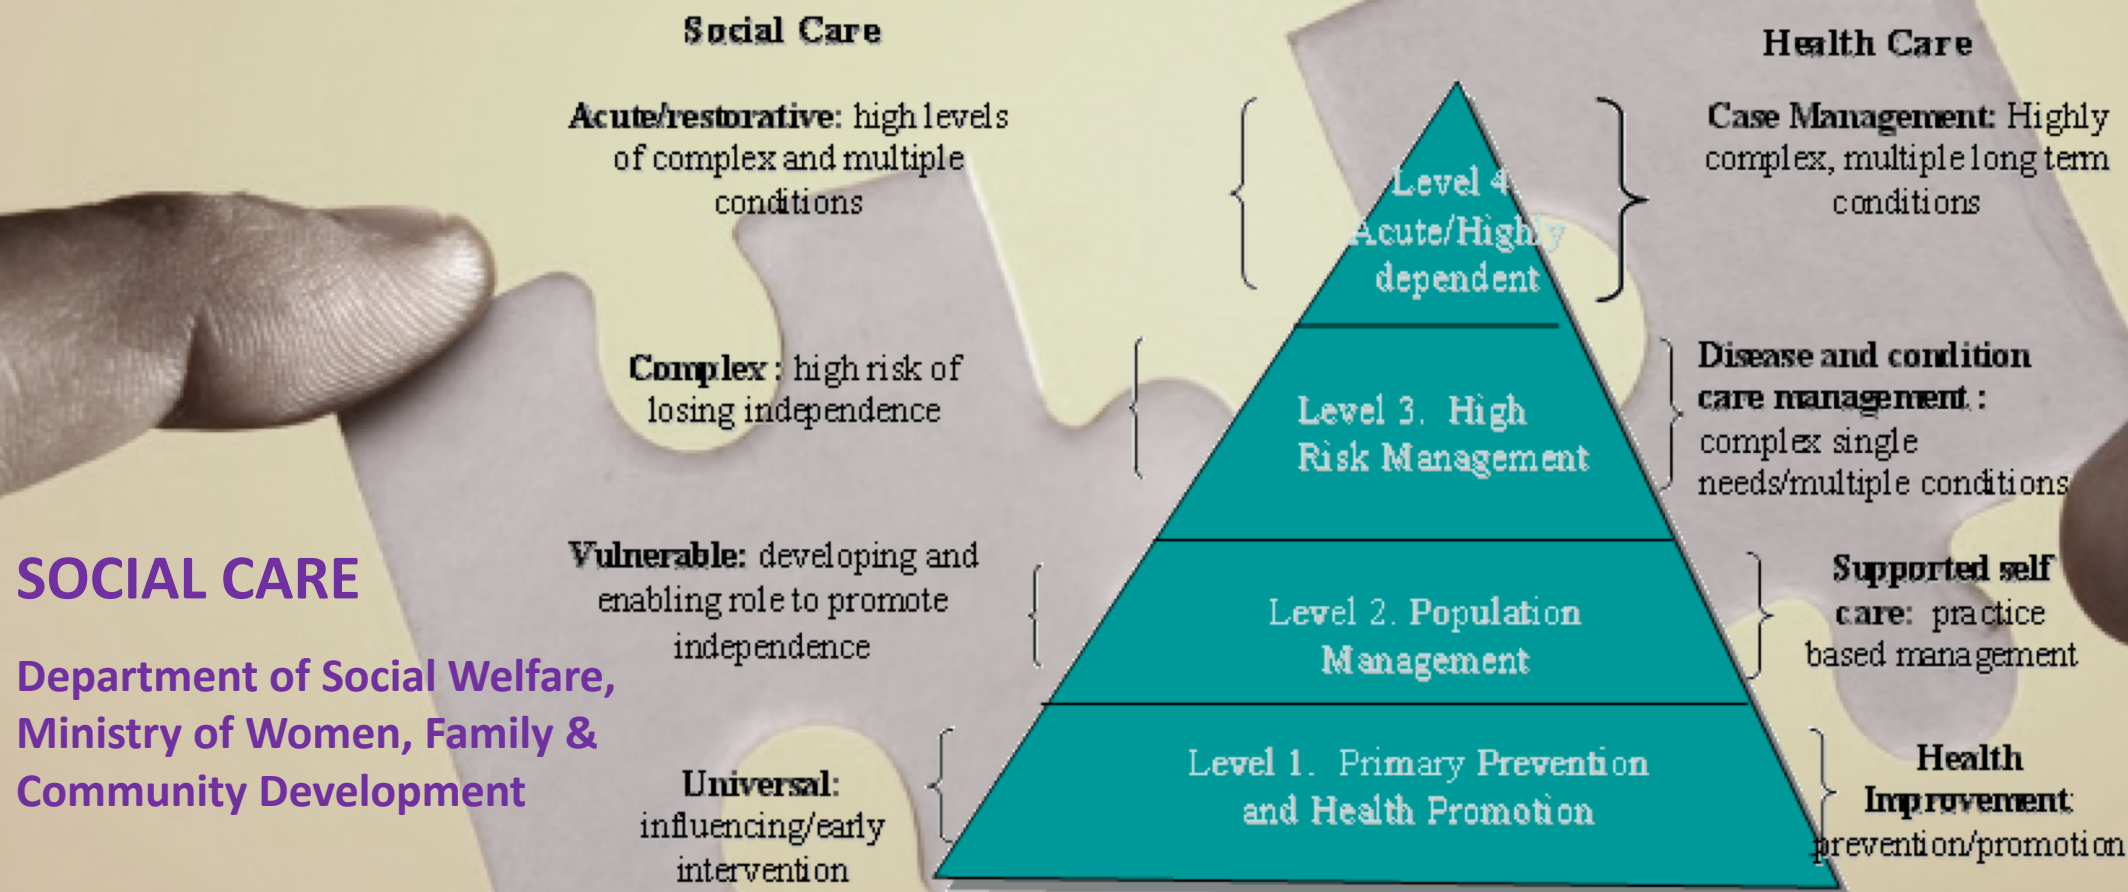 Social Care
Acute/restorative: high levels
of complex and multiple
conditions
Complex : high risk of
losing independence
Vulnerable: developing and
enabling role to promote
independence
Universal:
influencing/early
intervention
SOCIAL CARE
Department of Social Welfare,
Ministry of Women, Family &
Community Development
Level 4
Acute/Highly
dependent
Level 3. High
Risk Management
Level 2. Population
Management
Level 1. Primary Prevention
and Health Promotion
Health Care
Case Management: Highly
complex, multiple long term
conditions
Disease and condition
care management :
complex single
needs/multiple conditions
Supported self
care: practice
based management
Health
Improvement:
prevention/promotion